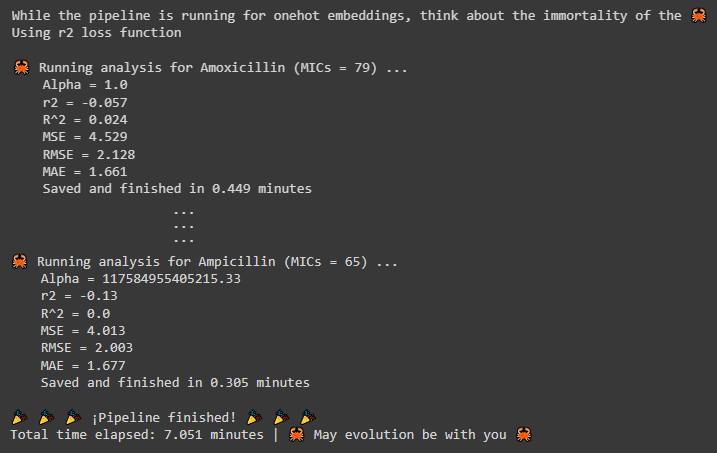 While the pipeline is running for onehot embeddings, think about the immortality of the 🦀
Using r2 loss function
🦀 Running analysis for Amoxicillin (MICs = 79) ...
Alpha = 1.0
r2 = -0.057
R^2 = 0.024
MSE = 4.529
RMSE = 2.128
MAE = 1.661
Saved and finished in 0.449 minutes
...
...
...
🦀 Running analysis for Ampicillin (MICs = 65) ...
Alpha = 117584955405215.33
r2 = -0.13
R^2 = 0.0
MSE = 4.013
RMSE = 2.003
MAE = 1.677
Saved and finished in 0.305 minutes
🎉 🎉 🎉 ¡Pipeline finished! 🎉 🎉 🎉
Total time elapsed: 7.051 minutes | 🦀 May evolution be with you 🦀